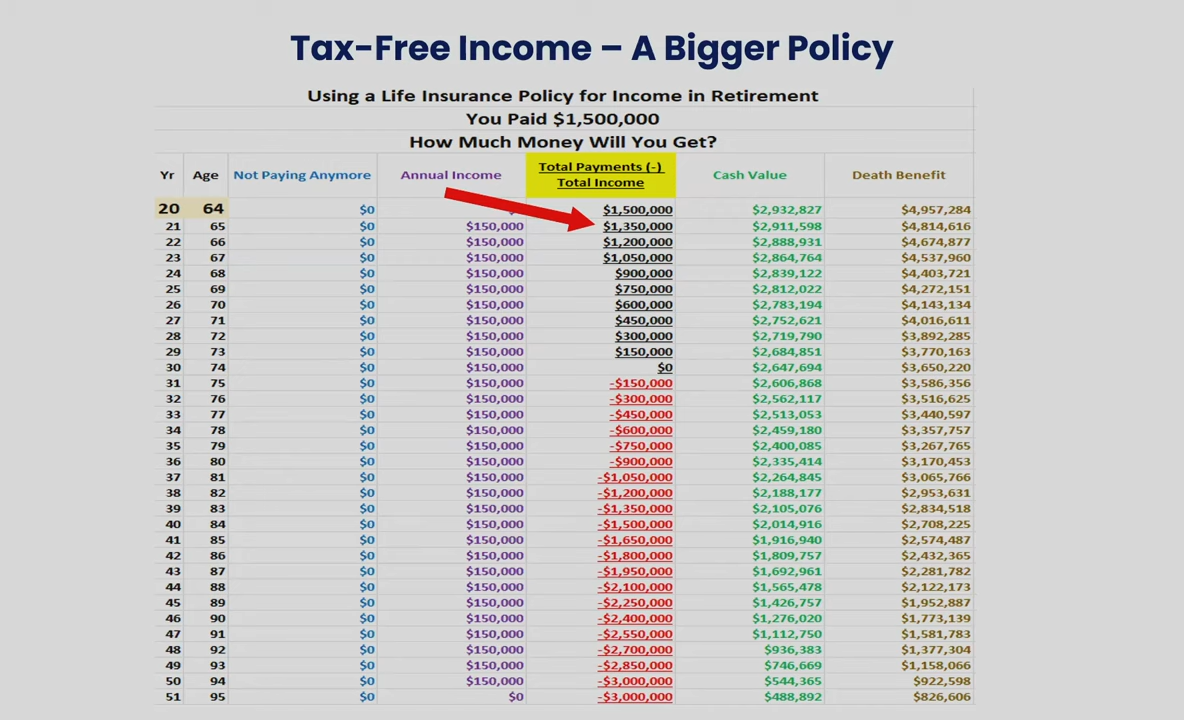 Tax-Free Income – A Bigger Policy
Using a Life Insurance Policy for Income in Retirement
You Paid $1,500,000
How Much Money Will You Get?
Yr Age Not Paying Anymore Annual Income Total Payments (-) Total Income Cash Value Death Benefit
20 64 $0 $1,500,000 $2,932,827 $4,957,284
21 65 $0 $150,000 $1,350,000 $2,911,598 $4,814,616
22 66 $0 $150,000 $1,200,000 $2,888,931 $4,674,877
23 67 $0 $150,000 $1,050,000 $2,864,764 $4,537,960
24 68 $0 $150,000 $900,000 $2,839,122 $4,403,721
25 69 $0 $150,000 $750,000 $2,812,022 $4,272,151
26 70 $0 $150,000 $600,000 $2,783,194 $4,143,134
27 71 $0 $150,000 $450,000 $2,752,621 $4,016,611
28 72 $0 $150,000 $300,000 $2,719,790 $3,892,285
29 73 $0 $150,000 $150,000 $2,684,851 $3,770,163
30 74 $0 $150,000 $0 $2,647,694 $3,650,220
31 75 $0 $150,000 -$150,000 $2,606,868 $3,586,356
32 76 $0 $150,000 -$300,000 $2,562,117 $3,516,625
33 77 $0 $150,000 -$450,000 $2,513,053 $3,440,597
34 78 $0 $150,000 -$600,000 $2,459,180 $3,357,757
35 79 $0 $150,000 -$750,000 $2,400,085 $3,267,765
36 80 $0 $150,000 -$900,000 $2,335,414 $3,170,453
37 81 $0 $150,000 -$1,050,000 $2,264,845 $3,065,766
38 82 $0 $150,000 -$1,200,000 $2,188,177 $2,953,631
39 83 $0 $150,000 -$1,350,000 $2,105,076 $2,834,518
40 84 $0 $150,000 -$1,500,000 $2,014,916 $2,708,225
41 85 $0 $150,000 -$1,650,000 $1,916,940 $2,574,487
42 86 $0 $150,000 -$1,800,000 $1,809,757 $2,432,365
43 87 $0 $150,000 -$1,950,000 $1,692,961 $2,281,782
44 88 $0 $150,000 -$2,100,000 $1,565,478 $2,122,173
45 89 $0 $150,000 -$2,250,000 $1,426,757 $1,952,887
46 90 $0 $150,000 -$2,400,000 $1,276,020 $1,773,139
47 91 $0 $150,000 -$2,550,000 $1,112,750 $1,581,783
48 92 $0 $150,000 -$2,700,000 $936,383 $1,377,304
49 93 $0 $150,000 -$2,850,000 $746,669 $1,158,066
50 94 $0 $150,000 -$3,000,000 $544,365 $922,598
51 95 $0 $0 -$3,000,000 $488,892 $826,606